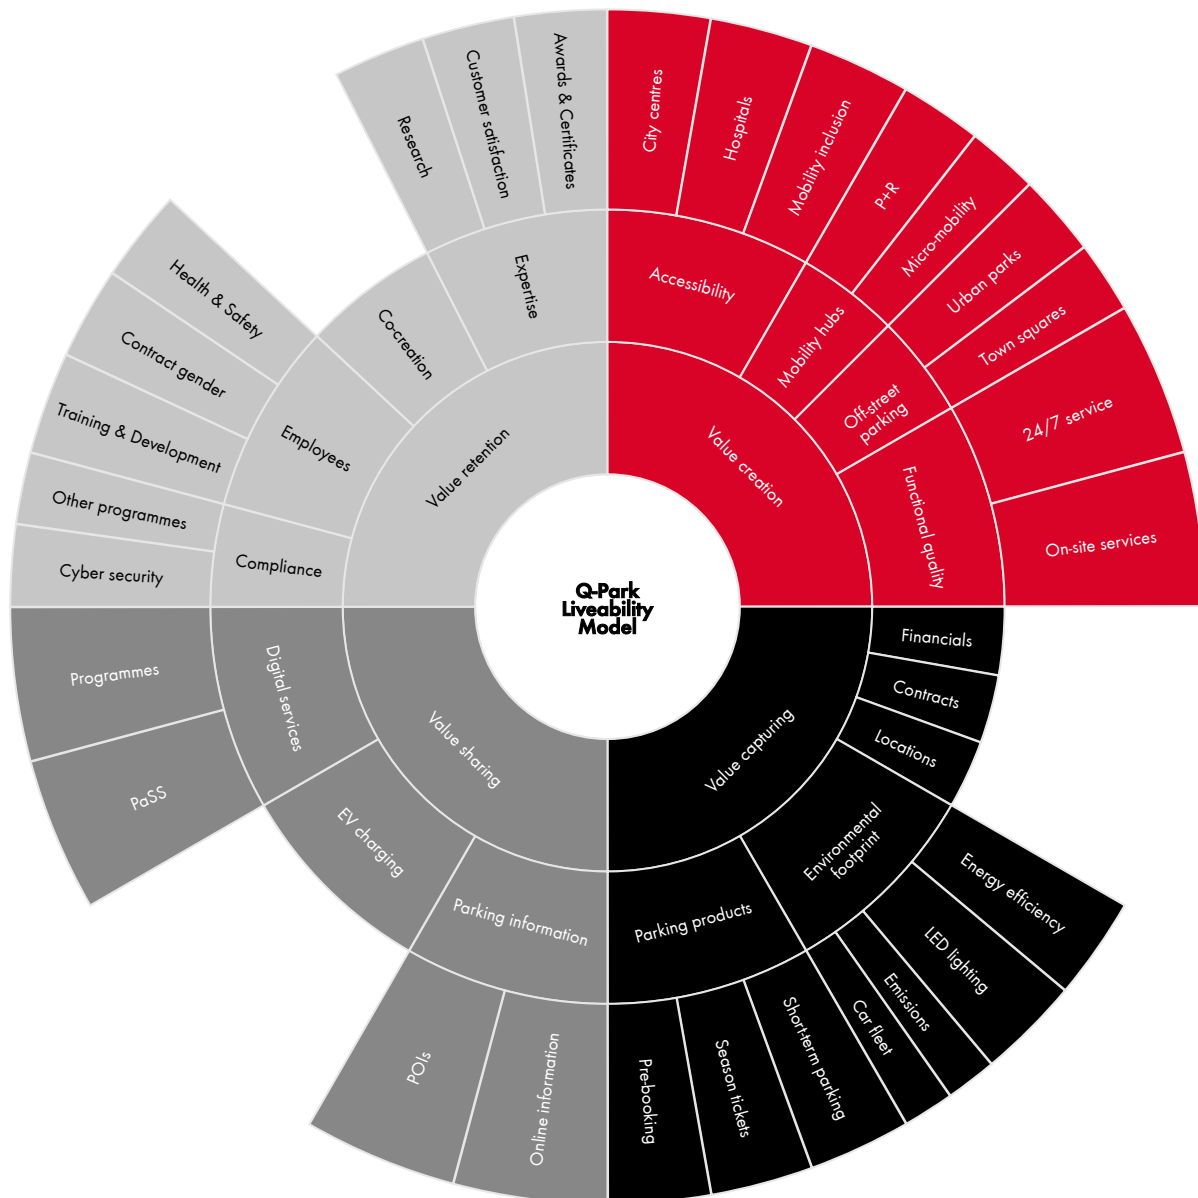 Q-Park
Liveability
Model
Value creation
Accessibility
City centres
Hospitals
Mobility inclusion
Mobility hubs
P+R
Micro-mobility
Off-street
parking
Urban parks
Town squares
Functional quality
24/7 service
On-site services
Value capturing
Financials
Contracts
Locations
Environmental
footprint
Energy efficiency
LED lighting
Emissions
Car fleet
Parking products
Short-term parking
Season tickets
Pre-booking
Value sharing
Parking information
Online information
POIs
EV charging
Digital services
PaSS
Programmes
Value retention
Compliance
Cyber security
Other programmes
Employees
Training & Development
Contract gender
Health & Safety
Co-creation
Expertise
Research
Customer satisfaction
Awards & Certificates